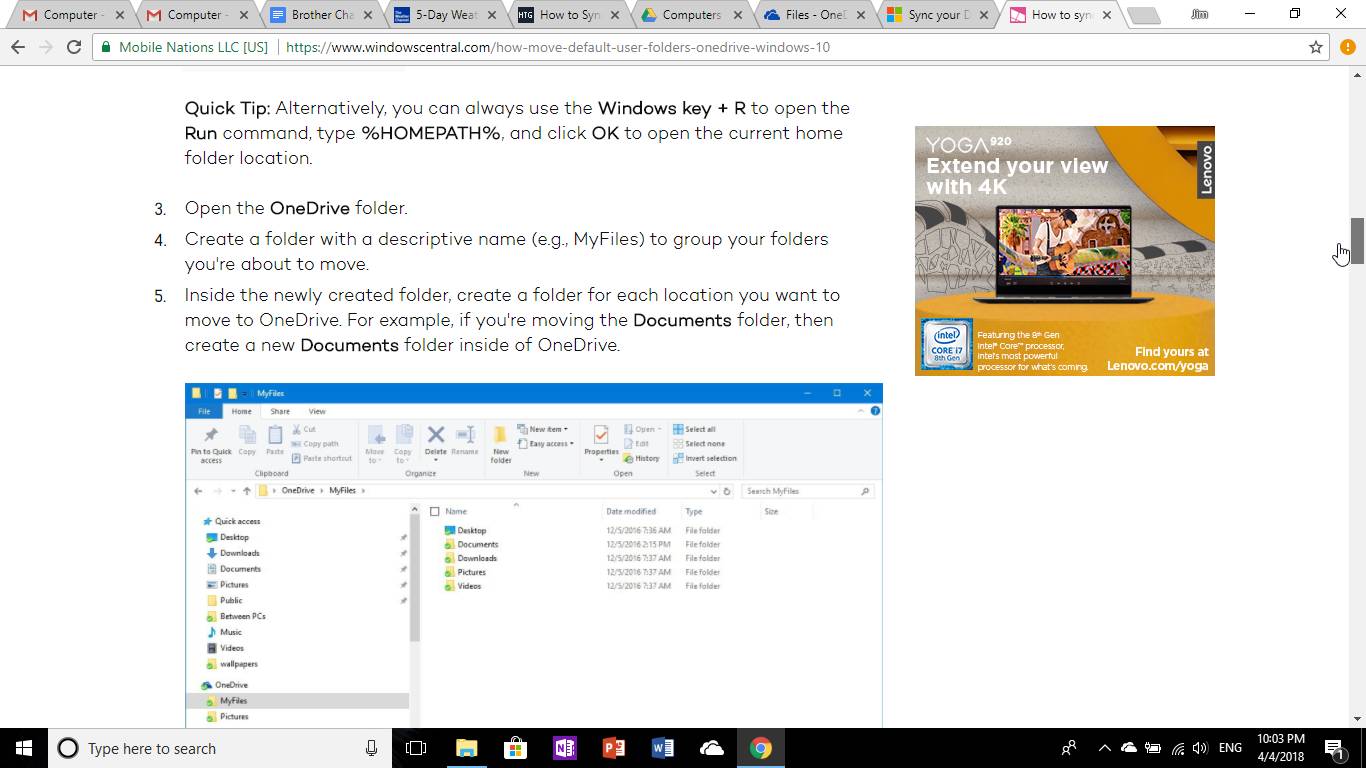 Computer -
Computer -
Brother Cha
5-Day Weat
How to Syn
Computers
Files - OneD
Sync your D
How to syn
Jim
Mobile Nations LLC [US] | https://www.windowscentral.com/how-move-default-user-folders-onedrive-windows-10
Quick Tip: Alternatively, you can always use the Windows key + R to open the
Run command, type %HOMEPATH%, and click OK to open the current home
folder location.
3. Open the OneDrive folder.
4. Create a folder with a descriptive name (e.g., MyFiles) to group your folders
you're about to move.
5. Inside the newly created folder, create a folder for each location you want to
move to OneDrive. For example, if you're moving the Documents folder, then
create a new Documents folder inside of OneDrive.
YOGA 920
Extend your view
with 4K
Lenovo
intel
CORE i7
8th Gen
Featuring the 8th Gen
Intel® Core™ processor,
Intel's most powerful
processor for what's coming.
Find yours at
Lenovo.com/yoga
MyFiles
File Home Share View
Pin to Quick
access
Copy
Paste
Cut
Copy path
Paste shortcut
Clipboard
Move
to
Copy
to
Delete
Rename
Organize
New
folder
New item
Easy access
New
Properties
Open
Edit
History
Open
Select all
Select none
Invert selection
Select
OneDrive > MyFiles >
Search MyFiles
Quick access
Desktop
Downloads
Documents
Pictures
Public
Between PCs
Music
Videos
wallpapers
OneDrive
MyFiles
Pictures
Name Date modified Type Size
Desktop 12/5/2016 7:36 AM File folder
Documents 12/5/2016 2:15 PM File folder
Downloads 12/5/2016 7:37 AM File folder
Pictures 12/5/2016 7:37 AM File folder
Videos 12/5/2016 7:37 AM File folder
Type here to search
ENG
10:03 PM
4/4/2018
1